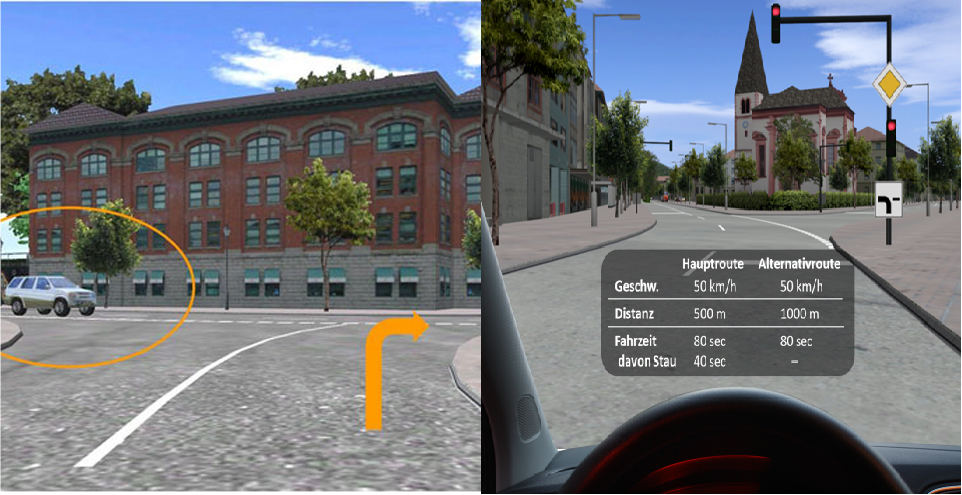 Hauptroute Alternativroute
Geschw. 50 km/h 50 km/h
Distanz 500 m 1000 m
Fahrzeit 80 sec 80 sec
davon Stau 40 sec –